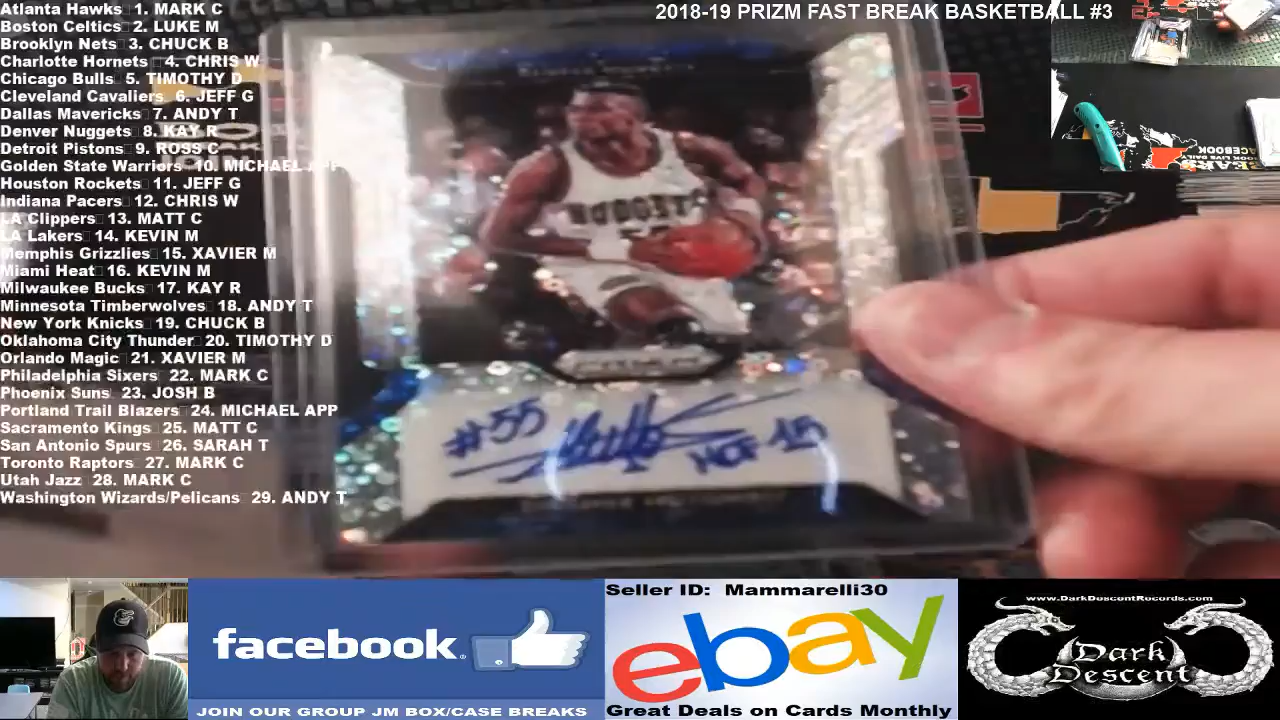 Atlanta Hawks 1. MARK C
Boston Celtics 2. LUKE M
Brooklyn Nets 3. CHUCK B
Charlotte Hornets 4. CHRIS W
Chicago Bulls 5. TIMOTHY D
Cleveland Cavaliers 6. JEFF G
Dallas Mavericks 7. ANDY T
Denver Nuggets 8. KAY R
Detroit Pistons 9. ROSS C
Golden State Warriors 10. MICHAEL APP
Houston Rockets 11. JEFF G
Indiana Pacers 12. CHRIS W
LA Clippers 13. MATT C
LA Lakers 14. KEVIN M
Memphis Grizzlies 15. XAVIER M
Miami Heat 16. KEVIN M
Milwaukee Bucks 17. KAY R
Minnesota Timberwolves 18. ANDY T
New York Knicks 19. CHUCK B
Oklahoma City Thunder 20. TIMOTHY D
Orlando Magic 21. XAVIER M
Philadelphia Sixers 22. MARK C
Phoenix Suns 23. JOSH B
Portland Trail Blazers 24. MICHAEL APP
Sacramento Kings 25. MATT C
San Antonio Spurs 26. SARAH T
Toronto Raptors 27. MARK C
Utah Jazz 28. MARK C
Washington Wizards/Pelicans 29. ANDY T
2018-19 PRIZM FAST BREAK BASKETBALL #3
NUGGETS
#55
HOF 15
facebook.
JOIN OUR GROUP JM BOX/CASE BREAKS
Seller ID: Mammarelli30
ebay
Great Deals on Cards Monthly
www.DarkDescentRecords.com
Dark
Descent